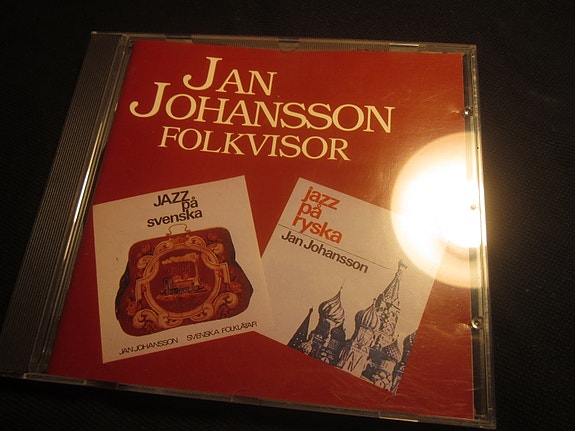 JAN
JOHANSSON
FOLKVISOR
JAZZ
på
svenska
JAN JOHANSSON SVENSKA FOLKLÅTAR
jazz
på
ryska
Jan Johansson